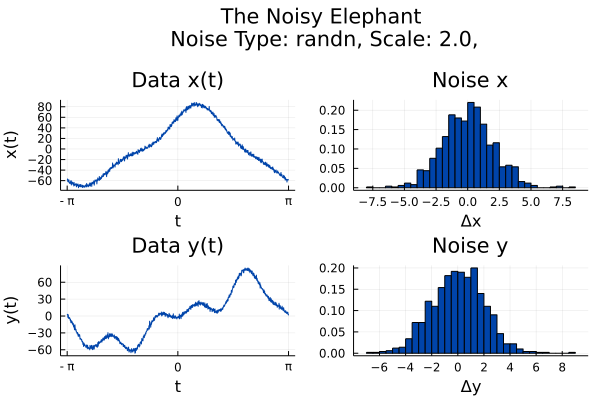 The Noisy Elephant
Noise Type: randn, Scale: 2.0,
Data x(t)
x(t)
80
60
40
20
0
−20
−40
−60
- π
0
π
t
Noise x
0.20
0.15
0.10
0.05
0.00
−7.5
−5.0
−2.5
0.0
2.5
5.0
7.5
Δx
Data y(t)
y(t)
60
30
0
−30
−60
- π
0
π
t
Noise y
0.20
0.15
0.10
0.05
0.00
−6
−4
−2
0
2
4
6
8
Δy